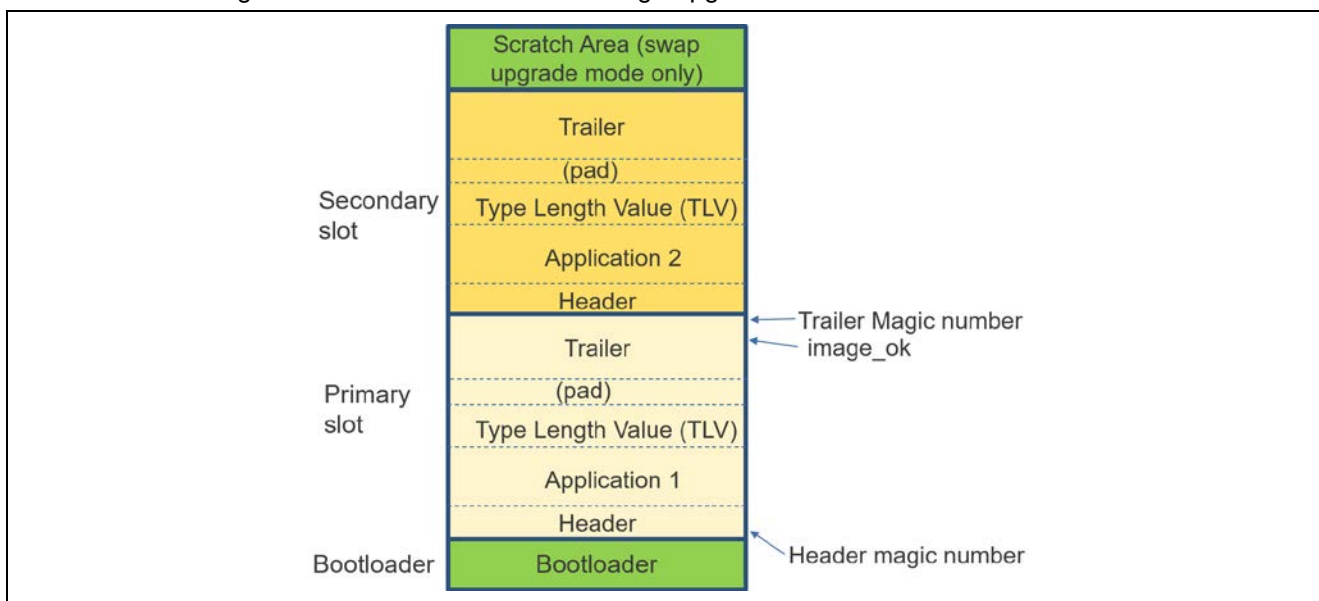 Scratch Area (swap
upgrade mode only)
Trailer
(pad)
Secondary
slot
Type Length Value (TLV)
Application 2
Header
Trailer Magic number
image_ok
Trailer
(pad)
Primary
slot
Type Length Value (TLV)
Application 1
Header
Header magic number
Bootloader
Bootloader